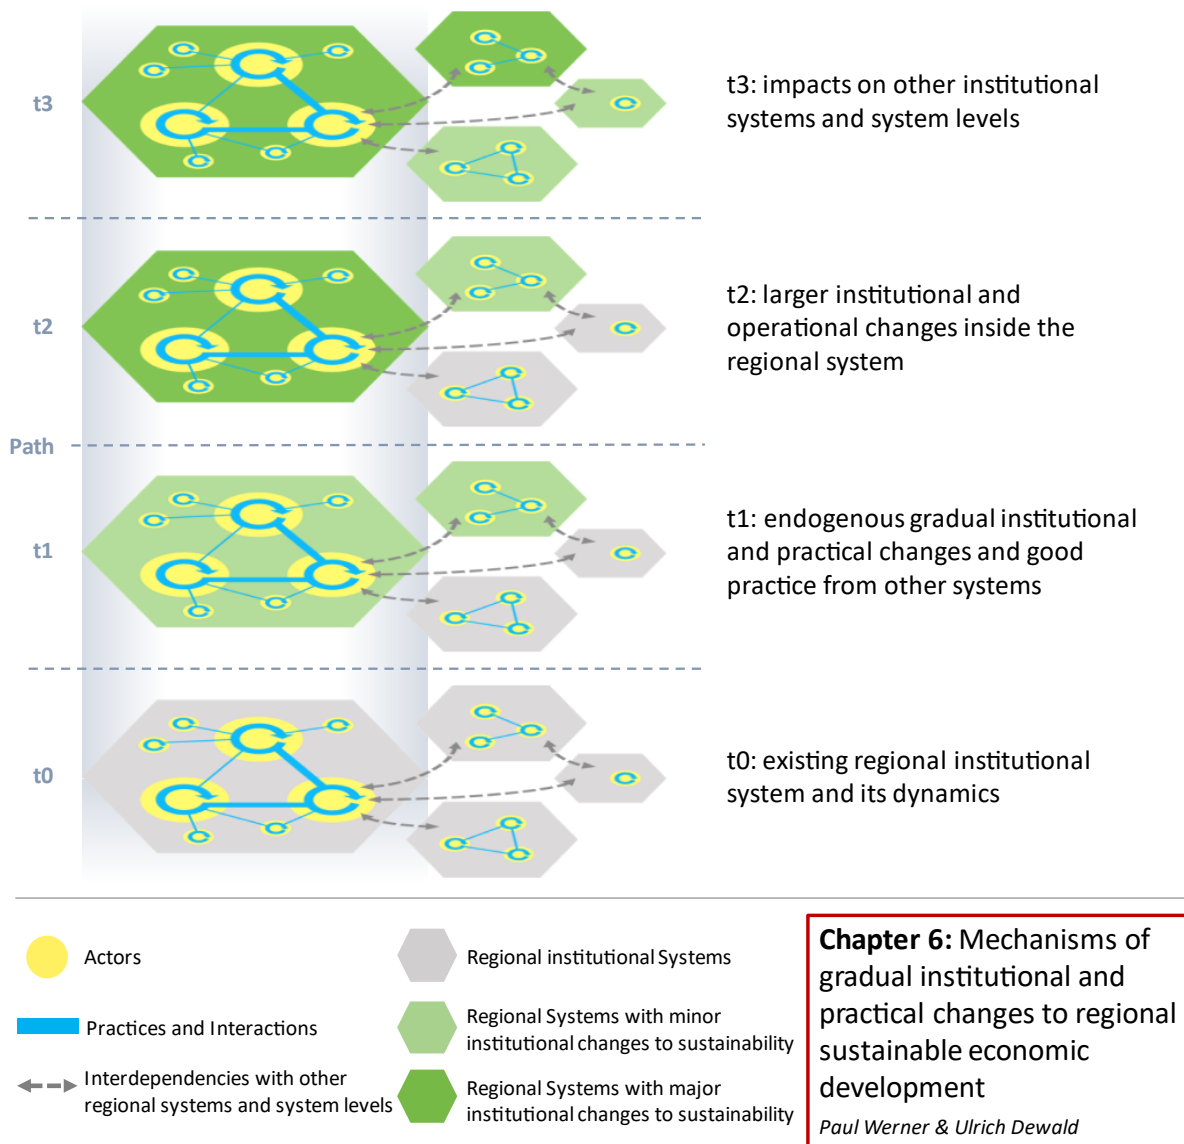 t3
t3: impacts on other institutional
systems and system levels
t2
t2: larger institutional and
operational changes inside the
regional system
Path
t1
t1: endogenous gradual institutional
and practical changes and good
practice from other systems
t0
t0: existing regional institutional
system and its dynamics
Actors
Practices and Interactions
Interdependencies with other
regional systems and system levels
Regional institutional Systems
Regional Systems with minor
institutional changes to sustainability
Regional Systems with major
institutional changes to sustainability
Chapter 6: Mechanisms of
gradual institutional and
practical changes to regional
sustainable economic
development
Paul Werner & Ulrich Dewald